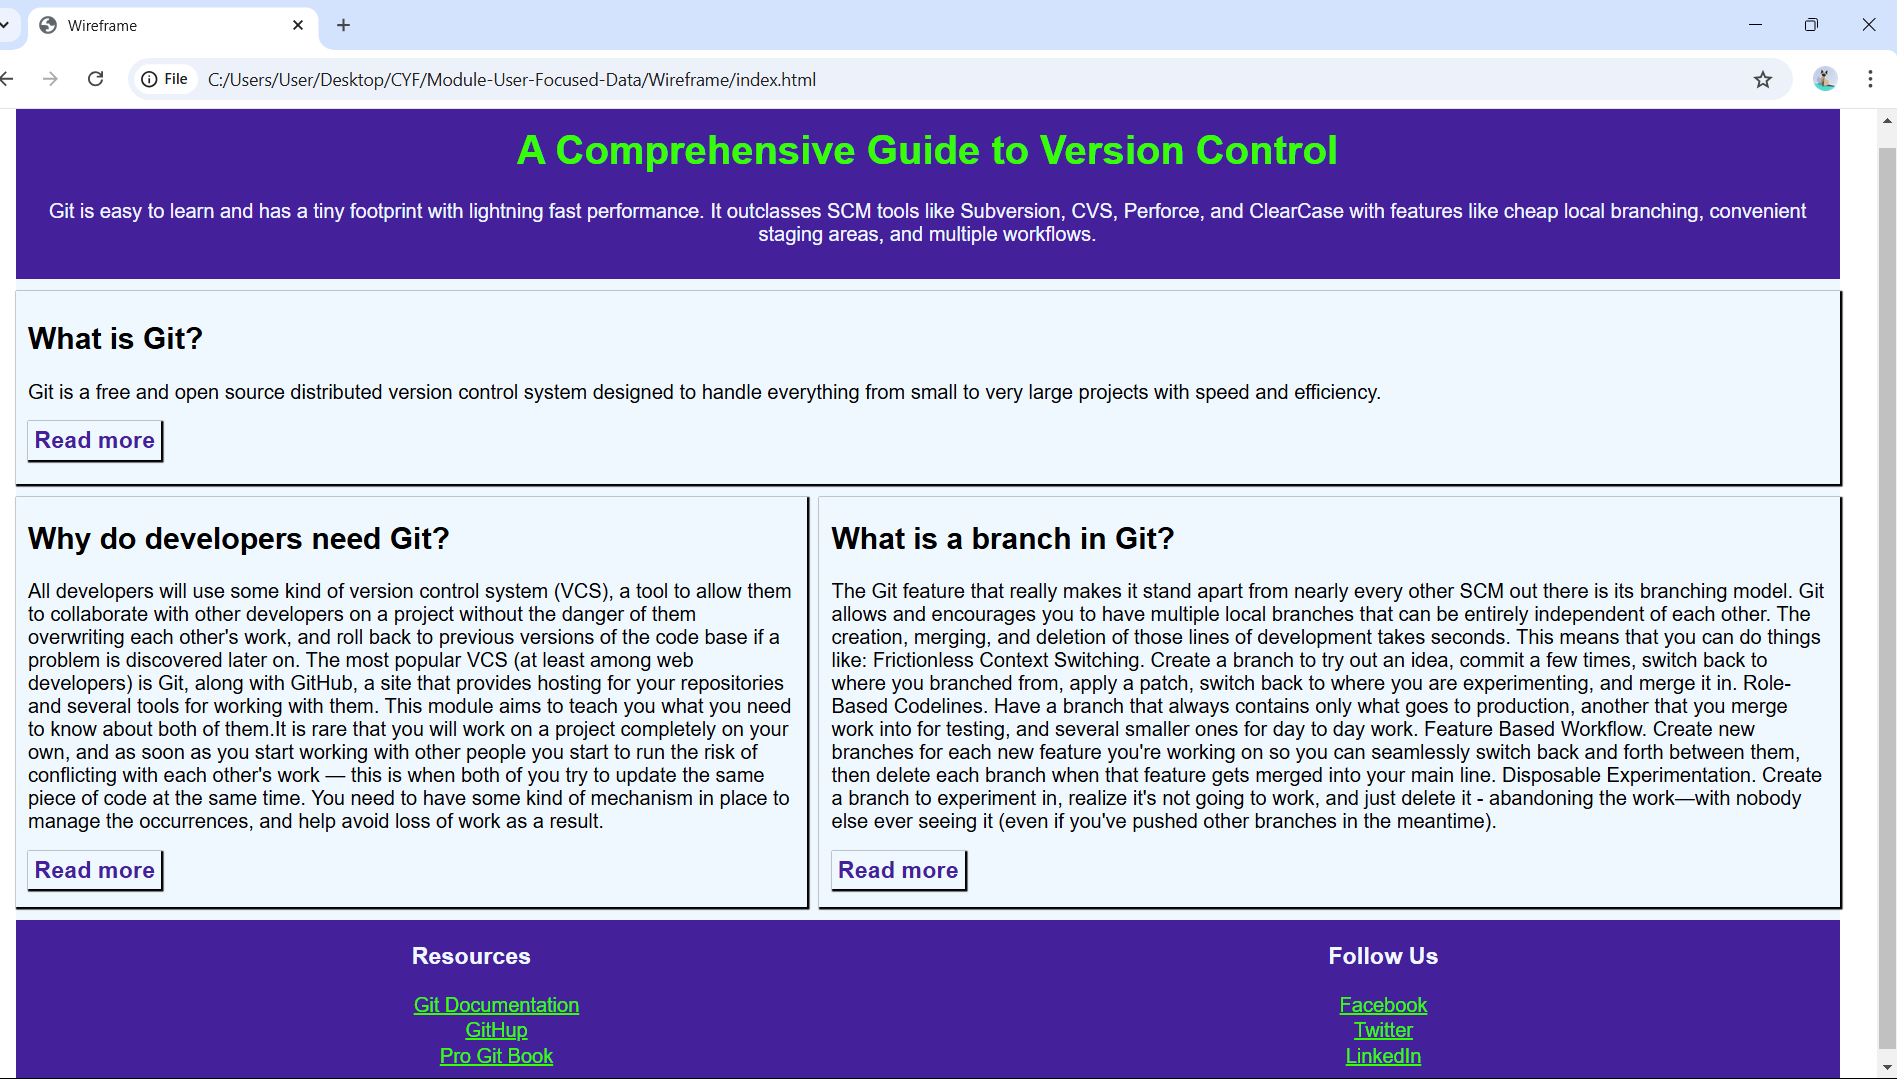 Wireframe
File
C:/Users/User/Desktop/CYF/Module-User-Focused-Data/Wireframe/index.html
A Comprehensive Guide to Version Control
Git is easy to learn and has a tiny footprint with lightning fast performance. It outclasses SCM tools like Subversion, CVS, Perforce, and ClearCase with features like cheap local branching, convenient
staging areas, and multiple workflows.
What is Git?
Git is a free and open source distributed version control system designed to handle everything from small to very large projects with speed and efficiency.
Read more
Why do developers need Git?
All developers will use some kind of version control system (VCS), a tool to allow them
to collaborate with other developers on a project without the danger of them
overwriting each other's work, and roll back to previous versions of the code base if a
problem is discovered later on. The most popular VCS (at least among web
developers) is Git, along with GitHub, a site that provides hosting for your repositories
and several tools for working with them. This module aims to teach you what you need
to know about both of them.It is rare that you will work on a project completely on your
own, and as soon as you start working with other people you start to run the risk of
conflicting with each other's work — this is when both of you try to update the same
piece of code at the same time. You need to have some kind of mechanism in place to
manage the occurrences, and help avoid loss of work as a result.
Read more
What is a branch in Git?
The Git feature that really makes it stand apart from nearly every other SCM out there is its branching model. Git
allows and encourages you to have multiple local branches that can be entirely independent of each other. The
creation, merging, and deletion of those lines of development takes seconds. This means that you can do things
like: Frictionless Context Switching. Create a branch to try out an idea, commit a few times, switch back to
where you branched from, apply a patch, switch back to where you are experimenting, and merge it in. Role-
Based Codelines. Have a branch that always contains only what goes to production, another that you merge
work into for testing, and several smaller ones for day to day work. Feature Based Workflow. Create new
branches for each new feature you're working on so you can seamlessly switch back and forth between them,
then delete each branch when that feature gets merged into your main line. Disposable Experimentation. Create
a branch to experiment in, realize it's not going to work, and just delete it - abandoning the work—with nobody
else ever seeing it (even if you've pushed other branches in the meantime).
Read more
Resources
Git Documentation
GitHup
Pro Git Book
Follow Us
Facebook
Twitter
LinkedIn